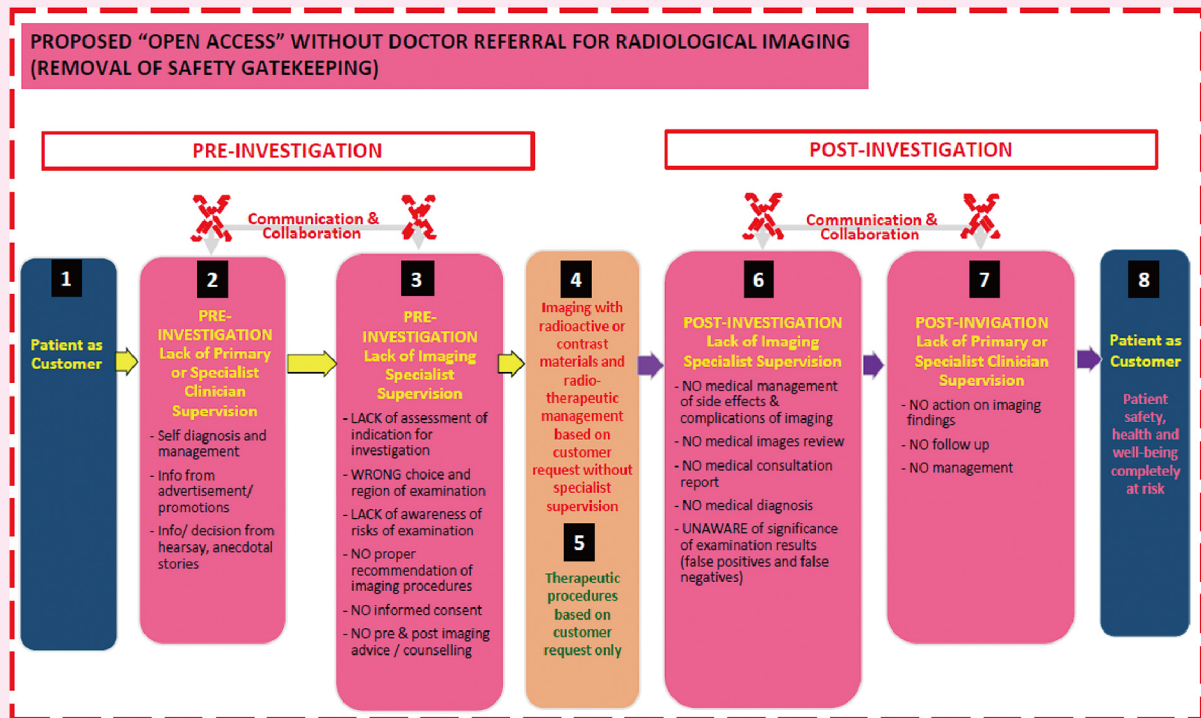 PROPOSED “OPEN ACCESS” WITHOUT DOCTOR REFERRAL FOR RADIOLOGICAL IMAGING
(REMOVAL OF SAFETY GATEKEEPING)
PRE-INVESTIGATION
POST-INVESTIGATION
Communication &
Collaboration
Communication &
Collaboration
1
Patient as
Customer
2
PRE-
INVESTIGATION
Lack of Primary
or Specialist
Clinician
Supervision
- Self diagnosis and
management
- Info from
advertisement/
promotions
- Info/ decision from
hearsay, anecdotal
stories
3
PRE-
INVESTIGATION
Lack of Imaging
Specialist
Supervision
- LACK of assessment of
indication for
investigation
- WRONG choice and
region of examination
- LACK of awareness of
risks of examination
- NO proper
recommendation of
imaging procedures
- NO informed consent
- NO pre & post imaging
advice / counselling
4
Imaging with
radioactive or
contrast
materials and
radio-
therapeutic
management
based on
customer
request without
specialist
supervision
5
Therapeutic
procedures
based on
customer
request only
6
POST-INVESTIGATION
Lack of Imaging
Specialist Supervision
- NO medical management
of side effects &
complications of imaging
- NO medical images review
- NO medical consultation
report
- NO medical diagnosis
- UNAWARE of significance
of examination results
(false positives and false
negatives)
7
POST-INVIGATION
Lack of Primary or
Specialist Clinician
Supervision
- NO action on imaging
findings
- NO follow up
- NO management
8
Patient as
Customer
Patient
safety,
health and
well-being
completely
at risk